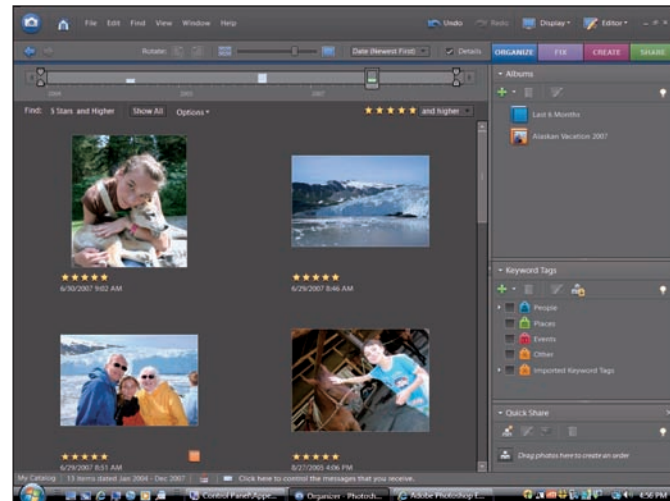 File Edit Find View Window Help Undo Redo Display Editor
Rotate: Date (Newest First) Details ORGANIZE FIX CREATE SHARE
2004 2005 2007
Albums
Find: 5 Stars and Higher Show All Options and higher
Last 6 Months
Alaskan Vacation 2007
6/30/2007 9:02 AM
6/29/2007 8:46 AM
Keyword Tags
People
Places
Events
Other
Imported Keyword Tags
Quick Share
6/29/2007 8:51 AM
8/27/2005 4:06 PM
Drag photos here to create an order
My Catalog 13 items dated Jan 2004 - Dec 2007 Click here to control the messages that you receive.
Control Panel\Appe... Organizer - Photosh... Adobe Photoshop E... 4:56 PM